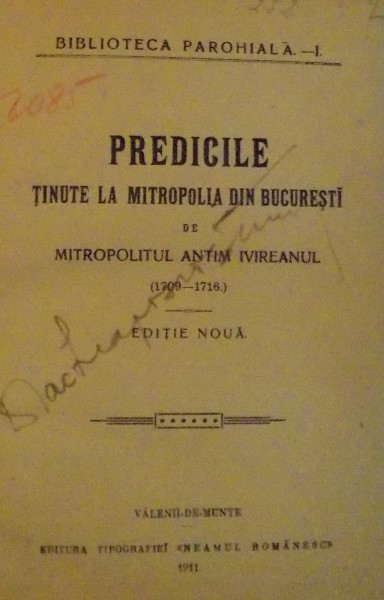 BIBLIOTECA PAROHIALĂ.—I.
2085
PREDICILE
ȚINUTE LA MITROPOLIA DIN BUCUREȘTĬ
DE
MITROPOLITUL ANTIM IVIREANUL
(1709—1716.)
EDIȚIE NOUĂ.
VĂLENII-DE-MUNTE
EDITURA TIPOGRAFIEĬ «NEAMUL ROMĂNESC»
1911